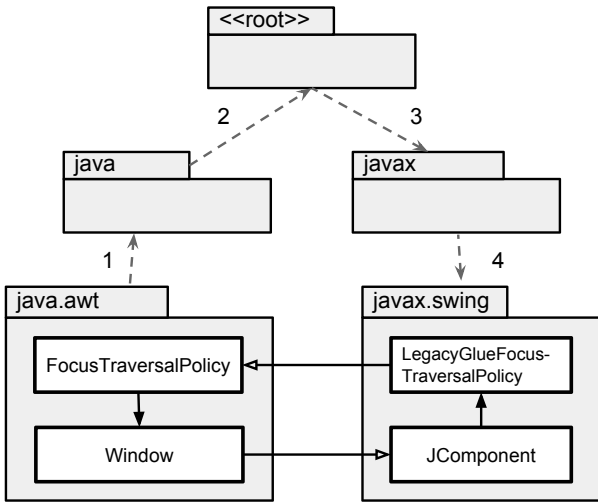 <<root>>
2
3
java
javax
1
4
java.awt
javax.swing
FocusTraversalPolicy
LegacyGlueFocus-
TraversalPolicy
Window
JComponent